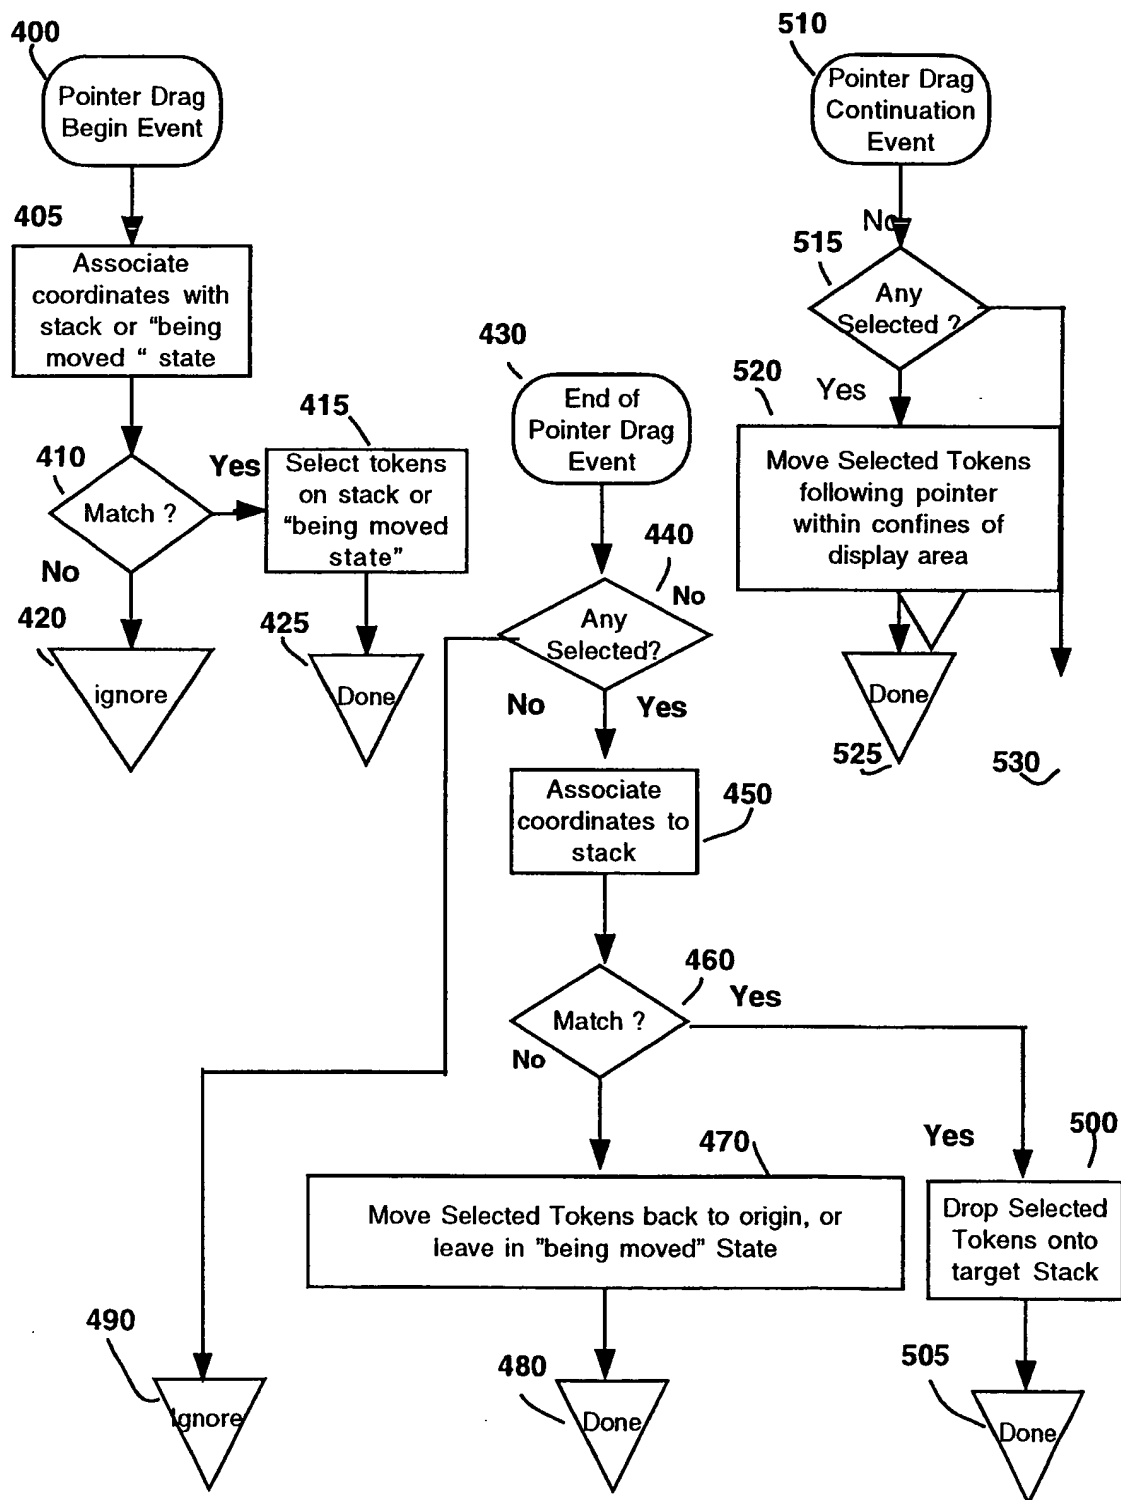 400
Pointer Drag
Begin Event
405
Associate
coordinates with
stack or "being
moved " state
410
Match ?
Yes
No
415
Select tokens
on stack or
"being moved
state"
420
ignore
425
Done
430
End of
Pointer Drag
Event
440
No
Any
Selected?
No
Yes
450
Associate
coordinates to
stack
460
Match ?
Yes
No
470
Move Selected Tokens back to origin, or
leave in "being moved" State
480
Done
490
Ignore
Yes
500
Drop Selected
Tokens onto
target Stack
505
Done
510
Pointer Drag
Continuation
Event
No
515
Any
Selected ?
Yes
520
Move Selected Tokens
following pointer
within confines of
display area
Done
525
530